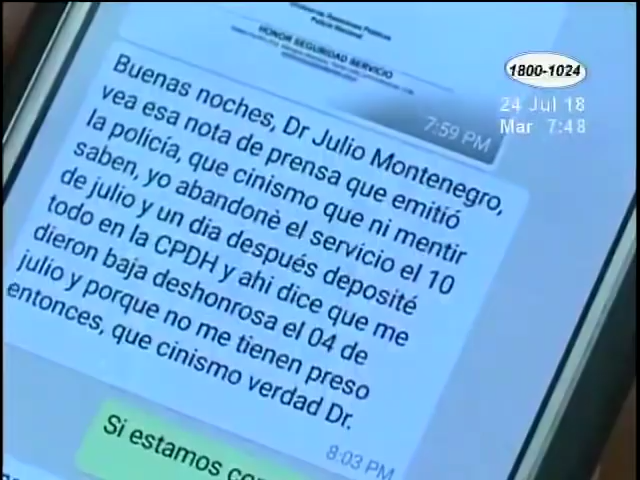 Policía Nacional
HONOR SEGURIDAD SERVICIO
7:59 PM
1800-1024
24 Jul 18
Mar 7:48
Buenas noches, Dr Julio Montenegro,
vea esa nota de prensa que emitió
la policía, que cinismo que ni mentir
saben, yo abandonè el servicio el 10
de julio y un dia después deposité
todo en la CPDH y ahi dice que me
dieron baja deshonrosa el 04 de
julio y porque no me tienen preso
entonces, que cinismo verdad Dr.
8:03 PM
Si estamos